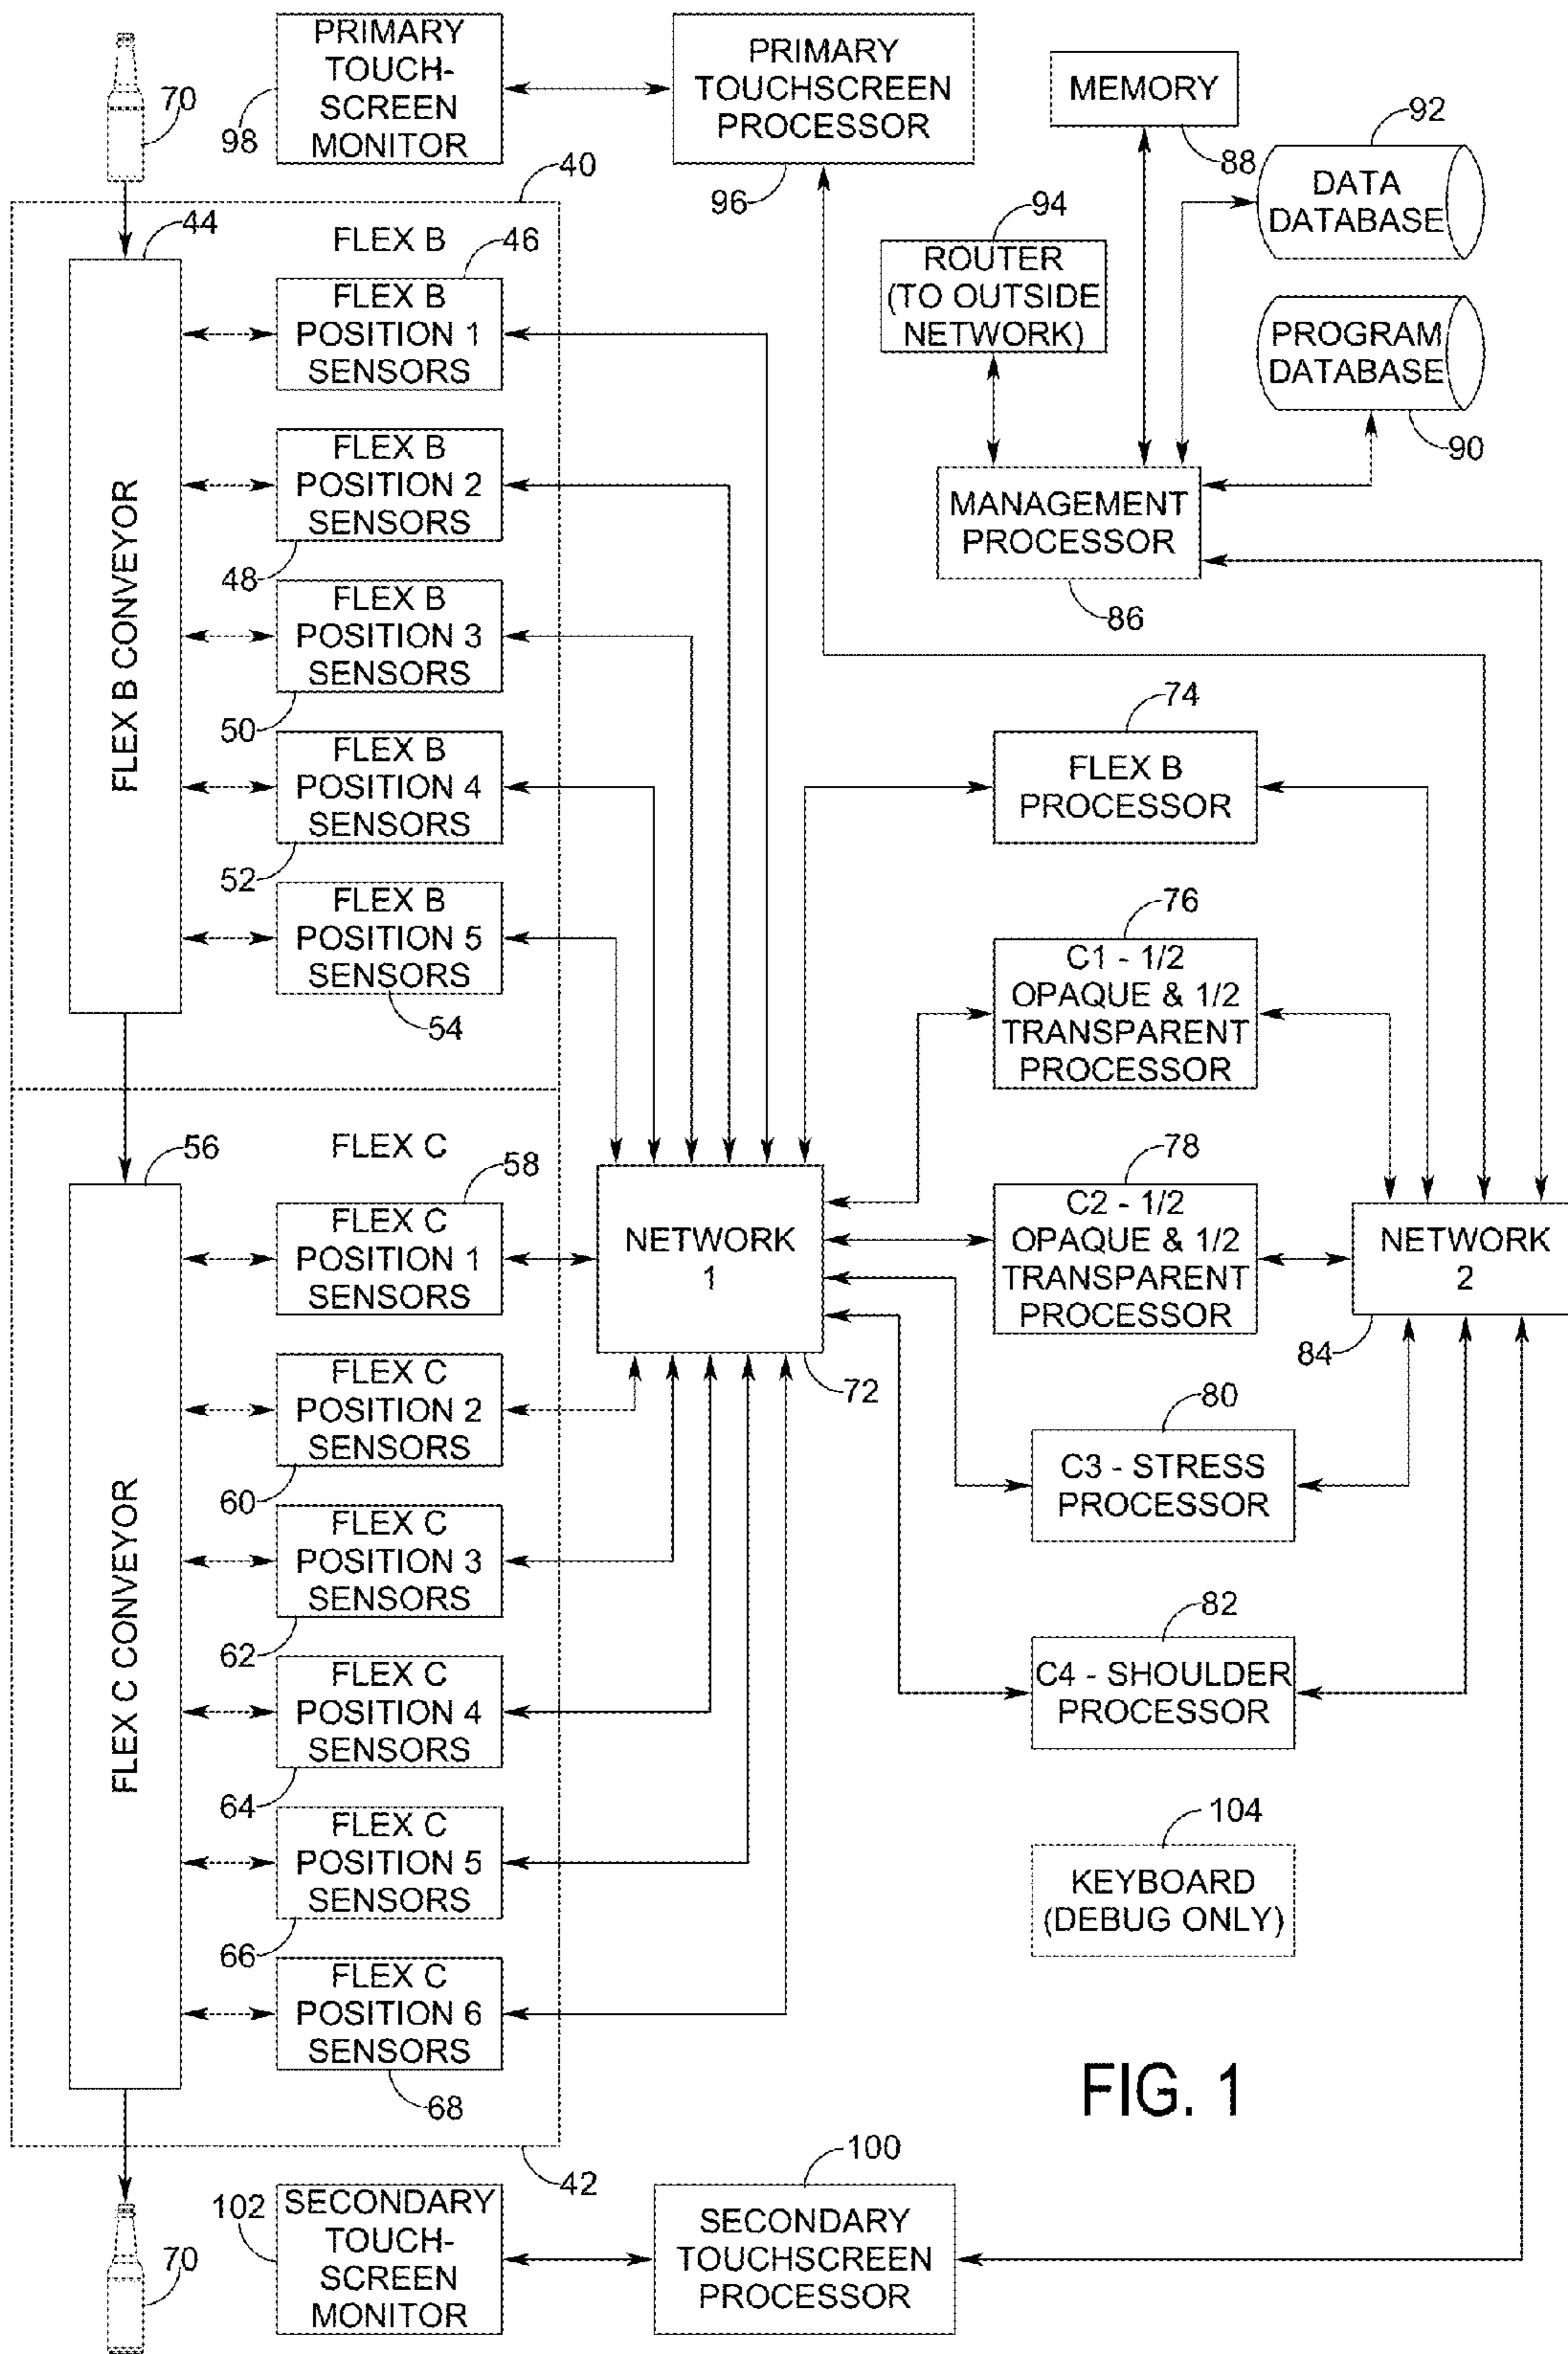 PRIMARY
TOUCH-
SCREEN
MONITOR
98
PRIMARY
TOUCHSCREEN
PROCESSOR
96
MEMORY
88
92
DATA
DATABASE
94
ROUTER
(TO OUTSIDE
NETWORK)
PROGRAM
DATABASE
90
MANAGEMENT
PROCESSOR
86
70
40
44
FLEX B
46
FLEX B CONVEYOR
FLEX B
POSITION 1
SENSORS
FLEX B
POSITION 2
SENSORS
48
FLEX B
POSITION 3
SENSORS
50
FLEX B
POSITION 4
SENSORS
52
FLEX B
POSITION 5
SENSORS
54
74
FLEX B
PROCESSOR
76
C1 - 1/2
OPAQUE & 1/2
TRANSPARENT
PROCESSOR
56
FLEX C
58
FLEX C CONVEYOR
FLEX C
POSITION 1
SENSORS
FLEX C
POSITION 2
SENSORS
60
FLEX C
POSITION 3
SENSORS
62
FLEX C
POSITION 4
SENSORS
64
FLEX C
POSITION 5
SENSORS
66
FLEX C
POSITION 6
SENSORS
68
NETWORK
1
72
78
C2 - 1/2
OPAQUE & 1/2
TRANSPARENT
PROCESSOR
NETWORK
2
84
80
C3 - STRESS
PROCESSOR
82
C4 - SHOULDER
PROCESSOR
104
KEYBOARD
(DEBUG ONLY)
FIG. 1
42
70
102
SECONDARY
TOUCH-
SCREEN
MONITOR
100
SECONDARY
TOUCHSCREEN
PROCESSOR